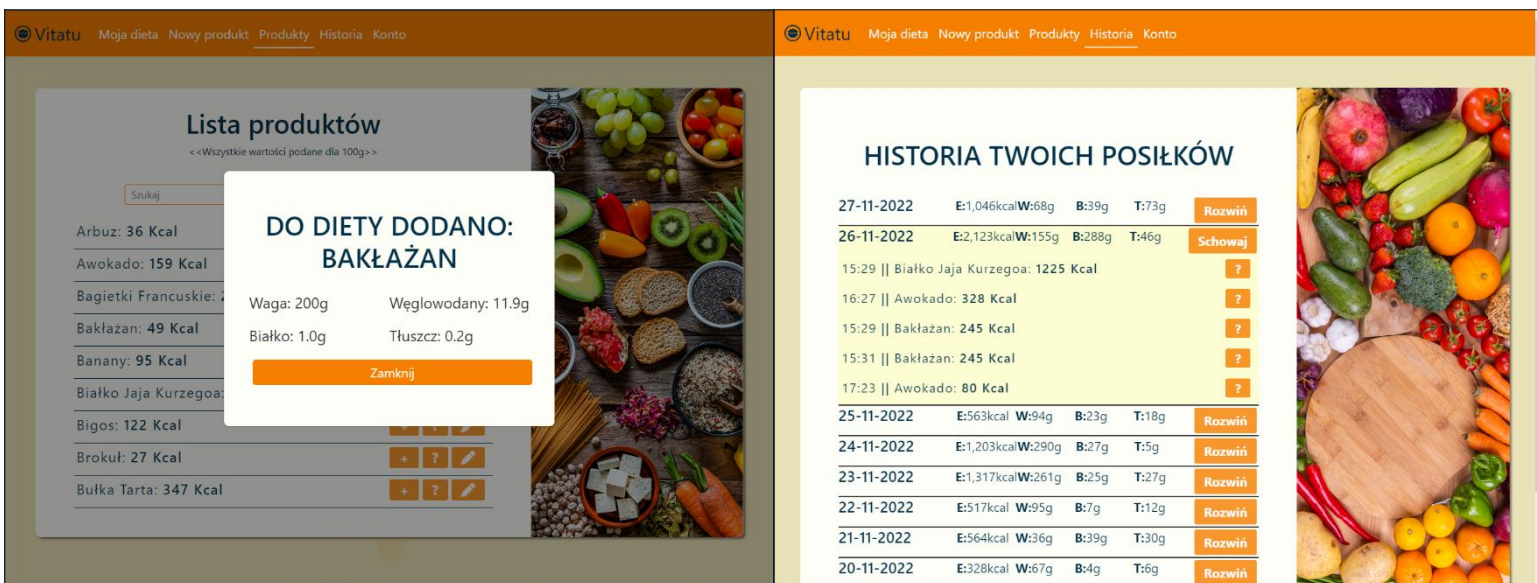 Vitatu Moja dieta Nowy produkt Produkty Historia Konto
Lista produktów
<<Wszystkie wartości podane dla 100g>>
Szukaj
Arbuz: 36 Kcal
Awokado: 159 Kcal
Bagietki Francuskie:
Bakłażan: 49 Kcal
Banany: 95 Kcal
Białko Jaja Kurzegoa:
Bigos: 122 Kcal + ?
Brokuł: 27 Kcal + ?
Bułka Tarta: 347 Kcal + ?
DO DIETY DODANO:
BAKŁAŻAN
Waga: 200g Węglowodany: 11.9g
Białko: 1.0g Tłuszcz: 0.2g
Zamknij
Vitatu Moja dieta Nowy produkt Produkty Historia Konto
HISTORIA TWOICH POSIŁKÓW
27-11-2022 E:1,046kcal W:68g B:39g T:73g Rozwiń
26-11-2022 E:2,123kcal W:155g B:288g T:46g Schowaj
15:29 || Białko Jaja Kurzegoa: 1225 Kcal ?
16:27 || Awokado: 328 Kcal ?
15:29 || Bakłażan: 245 Kcal ?
15:31 || Bakłażan: 245 Kcal ?
17:23 || Awokado: 80 Kcal ?
25-11-2022 E:563kcal W:94g B:23g T:18g Rozwiń
24-11-2022 E:1,203kcal W:290g B:27g T:5g Rozwiń
23-11-2022 E:1,317kcal W:261g B:25g T:27g Rozwiń
22-11-2022 E:517kcal W:95g B:7g T:12g Rozwiń
21-11-2022 E:564kcal W:36g B:39g T:30g Rozwiń
20-11-2022 E:328kcal W:67g B:4g T:6g Rozwiń